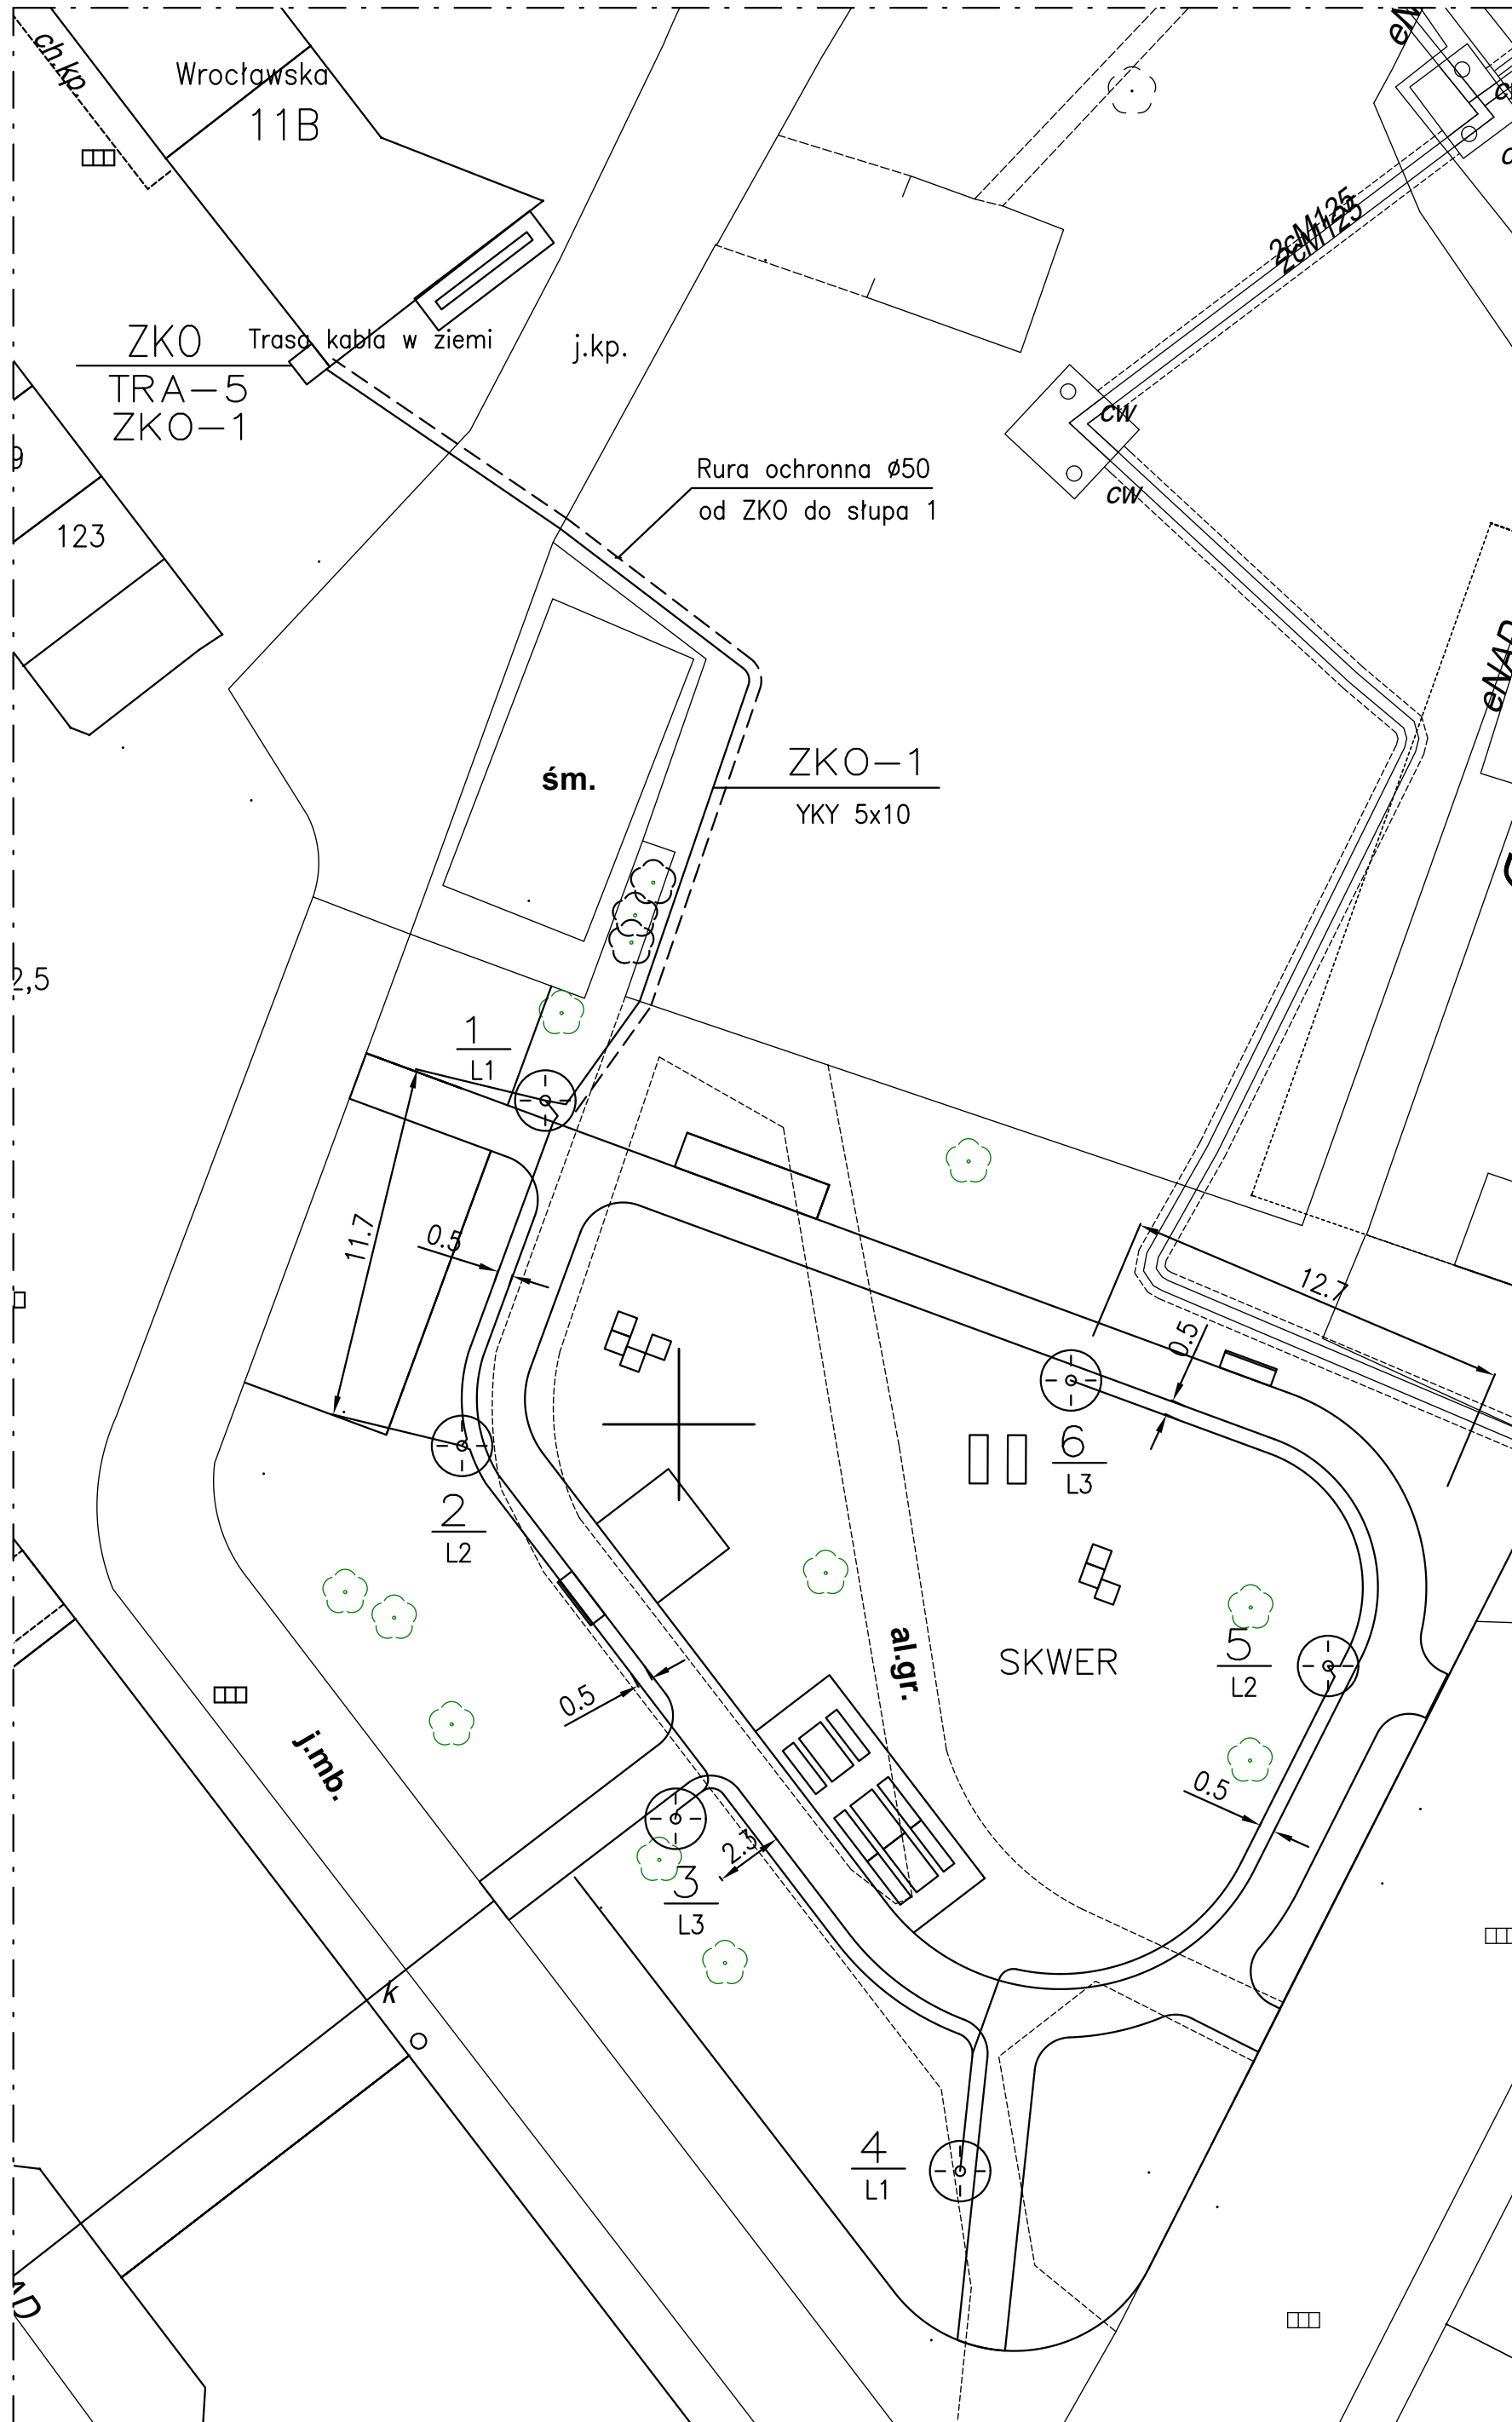 ch.kp.
Wrocławska
11B
2cM125
2cM125
ZKO
TRA-5
ZKO-1
Trasa kabla w ziemi
j.kp.
cw
cw
Rura ochronna ø50
od ZKO do słupa 1
9
123
eNAD
śm.
ZKO-1
YKY 5x10
2,5
1
L1
11.7
0.5
12.7
0.5
6
L3
2
L2
al.gr.
SKWER
5
L2
0.5
j.mb.
0.5
2.3
3
L3
k
4
L1
AD